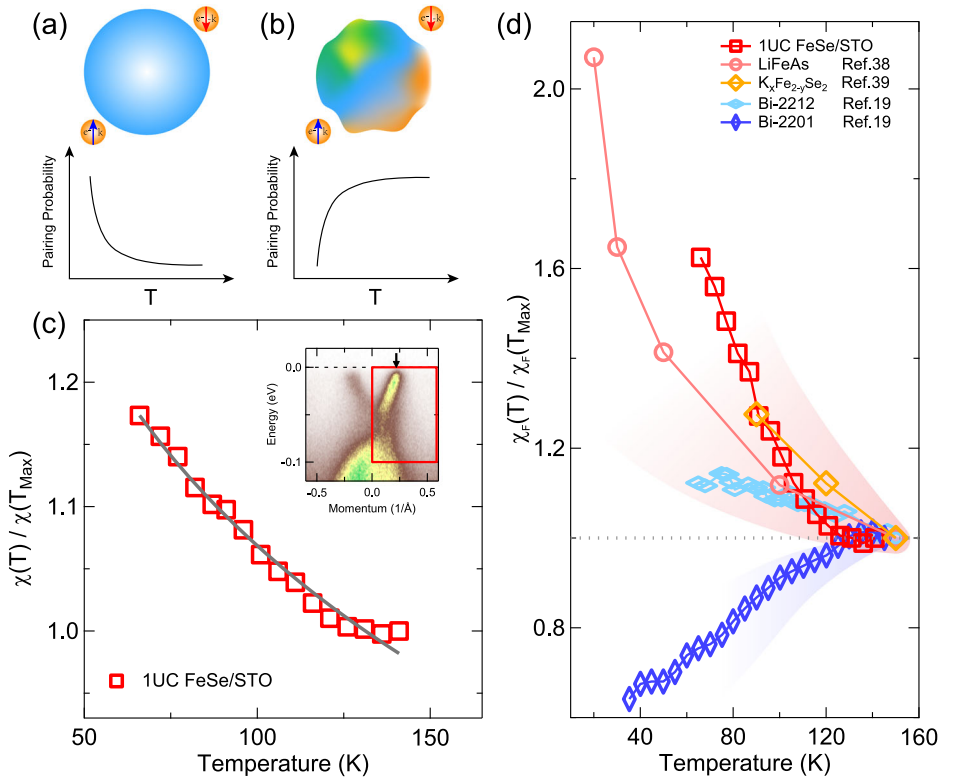 (a)
e⁻ -k
e⁻ k
Pairing Probability
T
(b)
e⁻ -k
e⁻ k
Pairing Probability
T
(c)
χ(T) / χ(T_Max)
1.2
1.1
1.0
50
100
150
Temperature (K)
1UC FeSe/STO
Energy (eV)
0.0
-0.1
-0.5
0.0
0.5
Momentum (1/Å)
(d)
χ_F(T) / χ_F(T_Max)
2.0
1.6
1.2
0.8
40
80
120
160
Temperature (K)
1UC FeSe/STO
LiFeAs Ref.38
K_xFe_{2-y}Se_2 Ref.39
Bi-2212 Ref.19
Bi-2201 Ref.19